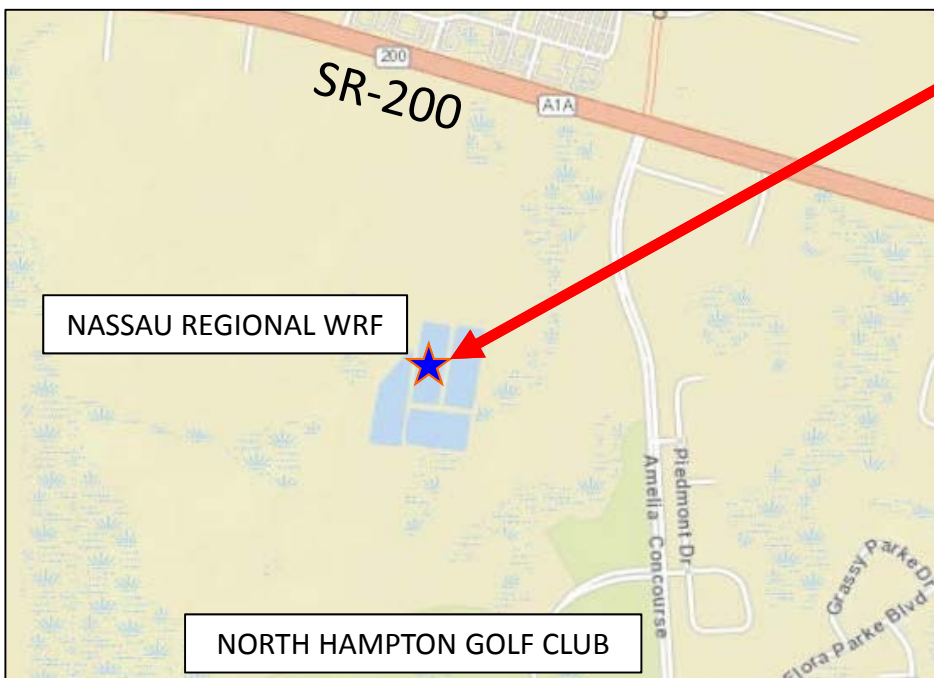 200
SR-200
A1A
NASSAU REGIONAL WRF
Piedmont Dr
Amelia Concourse
Grassy Parke Dr
Flora Parke Blvd
NORTH HAMPTON GOLF CLUB